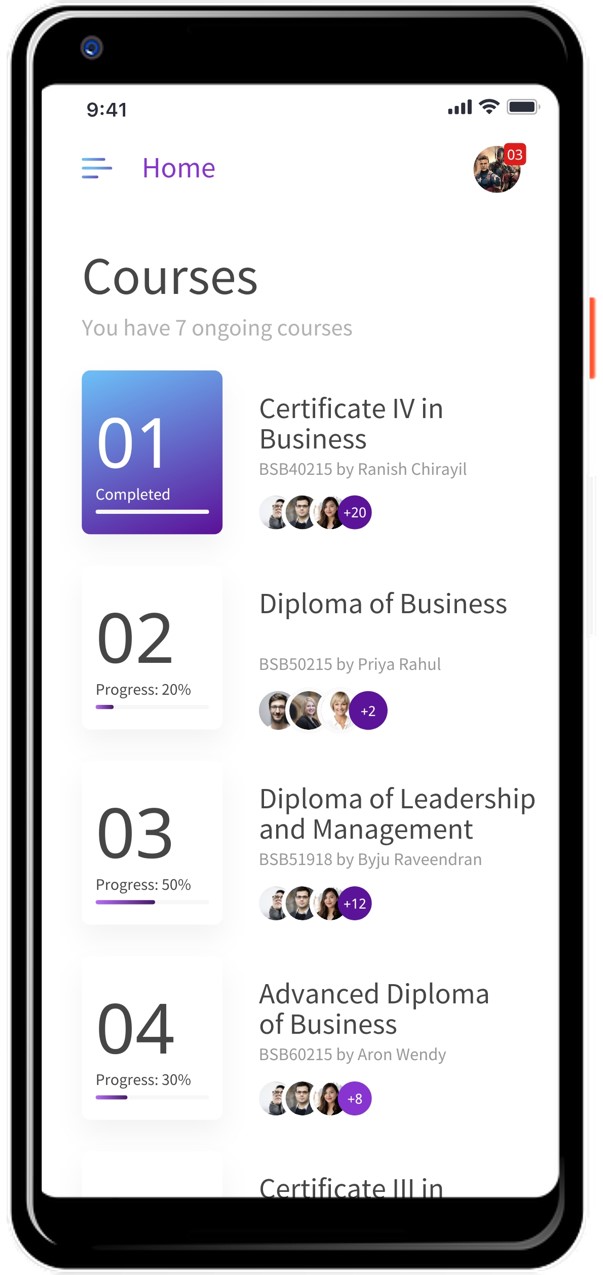 9:41
Home
03
Courses
You have 7 ongoing courses
01
Completed
Certificate IV in
Business
BSB40215 by Ranish Chirayil
+20
02
Progress: 20%
Diploma of Business
BSB50215 by Priya Rahul
+2
03
Progress: 50%
Diploma of Leadership
and Management
BSB51918 by Byju Raveendran
+12
04
Progress: 30%
Advanced Diploma
of Business
BSB60215 by Aron Wendy
+8
Certificate III in